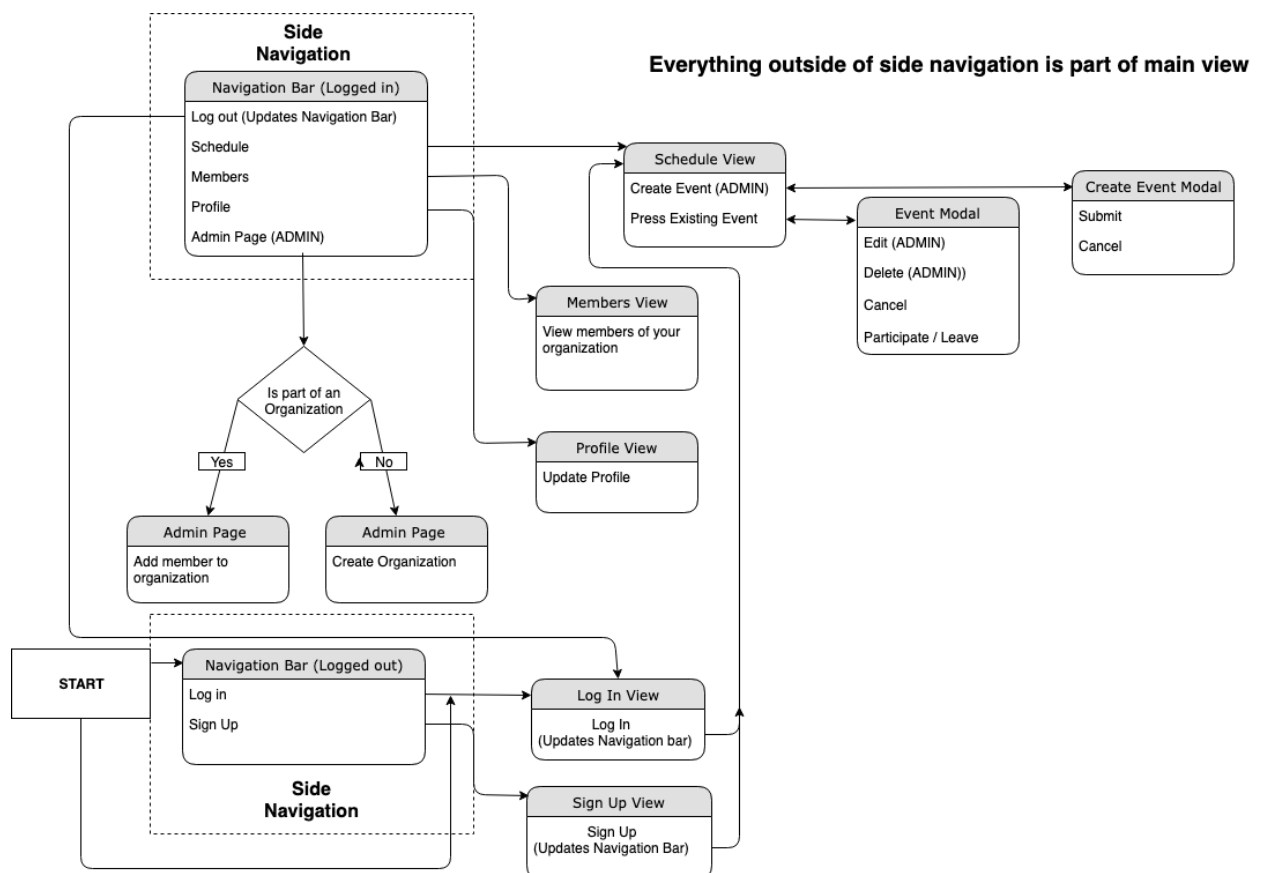 Side
Navigation
Everything outside of side navigation is part of main view
Navigation Bar (Logged in)
Log out (Updates Navigation Bar)
Schedule
Members
Profile
Admin Page (ADMIN)
Schedule View
Create Event (ADMIN)
Press Existing Event
Create Event Modal
Submit
Cancel
Event Modal
Edit (ADMIN)
Delete (ADMIN))
Cancel
Participate / Leave
Members View
View members of your
organization
Is part of an
Organization
Yes
No
Profile View
Update Profile
Admin Page
Add member to
organization
Admin Page
Create Organization
START
Navigation Bar (Logged out)
Log in
Sign Up
Side
Navigation
Log In View
Log In
(Updates Navigation bar)
Sign Up View
Sign Up
(Updates Navigation Bar)